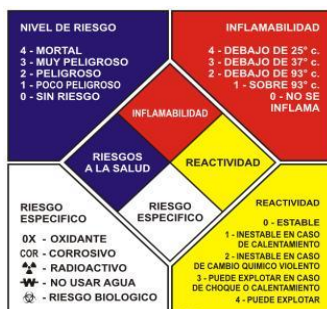 NIVEL DE RIESGO
4 - MORTAL
3 - MUY PELIGROSO
2 - PELIGROSO
1 - POCO PELIGROSO
0 - SIN RIESGO
INFLAMABILIDAD
4 - DEBAJO DE 25° c.
3 - DEBAJO DE 37° c.
2 - DEBAJO DE 93° c.
1 - SOBRE 93° c.
0 - NO SE
INFLAMA
INFLAMABILIDAD
RIESGOS
A LA SALUD
REACTIVIDAD
RIESGO
ESPECIFICO
RIESGO
ESPECIFICO
0X - OXIDANTE
COR - CORROSIVO
- RADIOACTIVO
W - NO USAR AGUA
- RIESGO BIOLOGICO
REACTIVIDAD
0 - ESTABLE
1 - INESTABLE EN CASO
DE CALENTAMIENTO
2 - INESTABLE EN CASO
DE CAMBIO QUIMICO VIOLENTO
3 - PUEDE EXPLOTAR EN CASO
DE CHOQUE O CALENTAMIENTO
4 - PUEDE EXPLOTAR